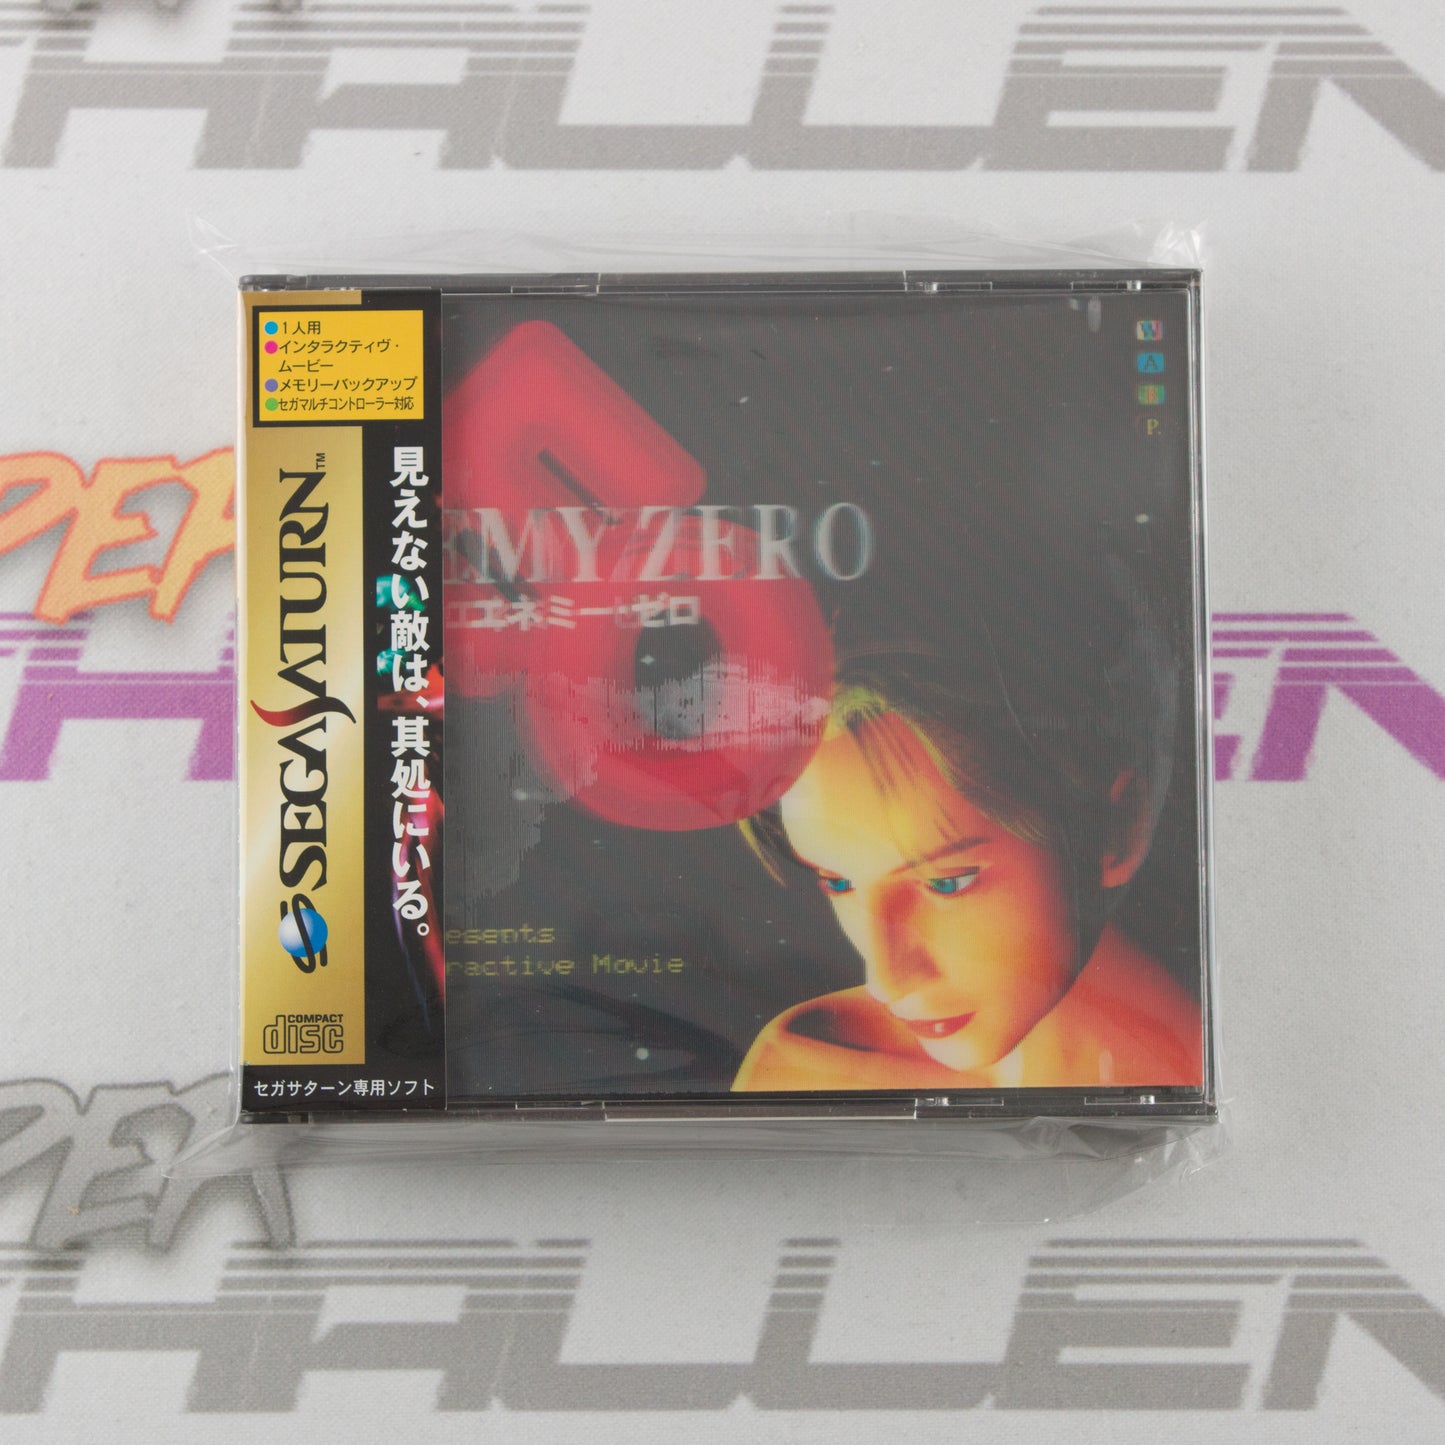 HALLEN
1人用
インタラクティヴ・
ムービー
メモリーバックアップ
セガマルチコントローラー対応
SEGA SATURN™
見えない敵は、其処にいる。
COMPACT
disc
セガサターン専用ソフト
W
A
R
P.
EMY ZERO
エネミー・ゼロ
esents
ractive Movie
HALLEN